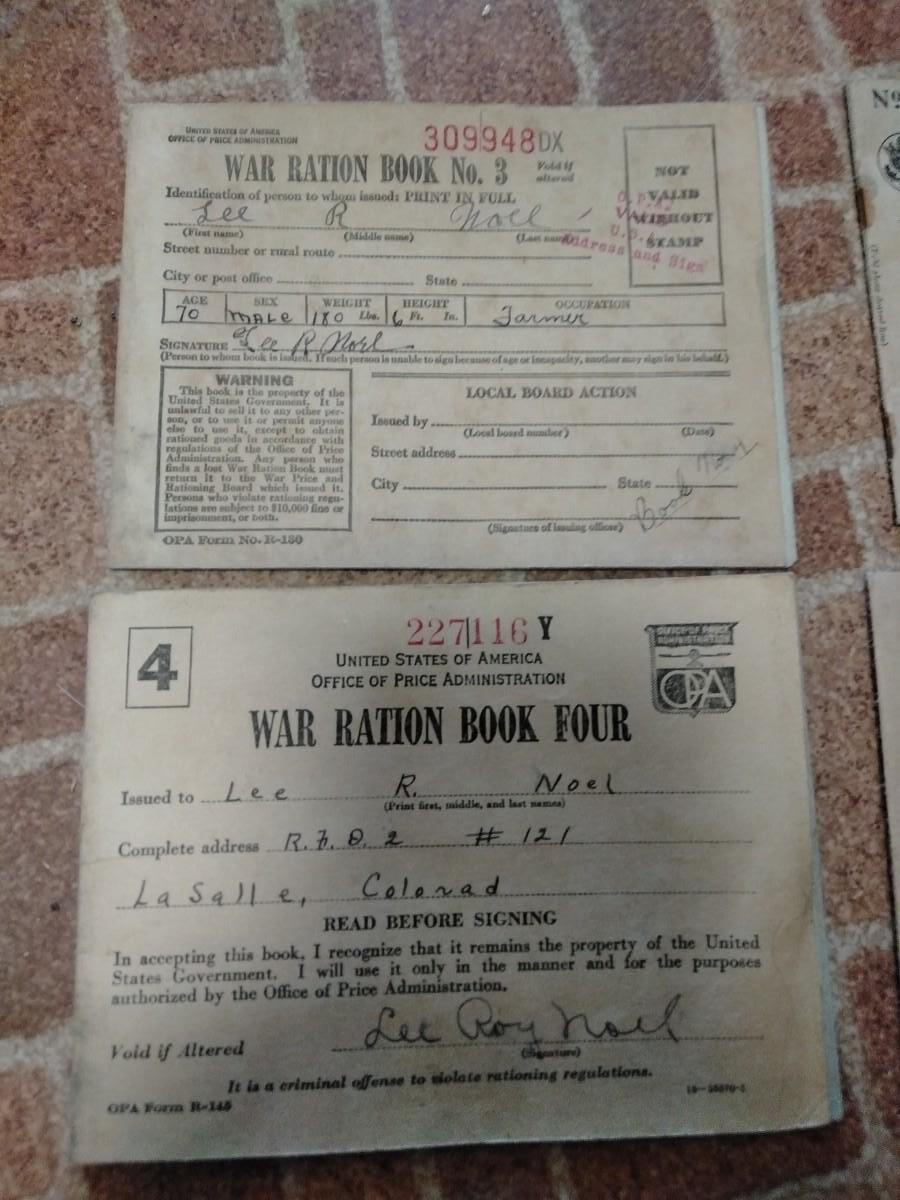 UNITED STATES OF AMERICA
OFFICE OF PRICE ADMINISTRATION
309948DX
WAR RATION BOOK No. 3
Void if
altered
NOT
VALID
WITHOUT
STAMP
Identification of person to whom issued: PRINT IN FULL
Lee R Noel
(First name) (Middle name) (Last name)
Address and Sign
Street number or rural route
City or post office State
AGE SEX WEIGHT HEIGHT OCCUPATION
70 MALE 180 Lbs. 6 Ft. In. Farmer
SIGNATURE Lee R Noel
(Person to whom book is issued. If such person is unable to sign because of age or incapacity, another may sign in his behalf.)
WARNING
This book is the property of the
United States Government. It is
unlawful to sell it to any other per-
son, or to use it or permit anyone
else to use it, except to obtain
rationed goods in accordance with
regulations of the Office of Price
Administration. Any person who
finds a lost War Ration Book must
return it to the War Price and
Rationing Board which issued it.
Persons who violate rationing regu-
lations are subject to $10,000 fine or
imprisonment, or both.
LOCAL BOARD ACTION
Issued by
(Local board number) (Date)
Street address
City State
Book
(Signature of issuing officer)
OPA Form No. R-130
No
4
227116 Y
UNITED STATES OF AMERICA
OFFICE OF PRICE ADMINISTRATION
OFFICE OF PRICE
ADMINISTRATION
OPA
WAR RATION BOOK FOUR
Issued to Lee R. Noel
(Print first, middle, and last names)
Complete address R.F.D. 2 # 121
La Salle, Colorad
READ BEFORE SIGNING
In accepting this book, I recognize that it remains the property of the United
States Government. I will use it only in the manner and for the purposes
authorized by the Office of Price Administration.
Lee Roy Noel
Void if Altered
(Signature)
It is a criminal offense to violate rationing regulations.
OPA Form R-145